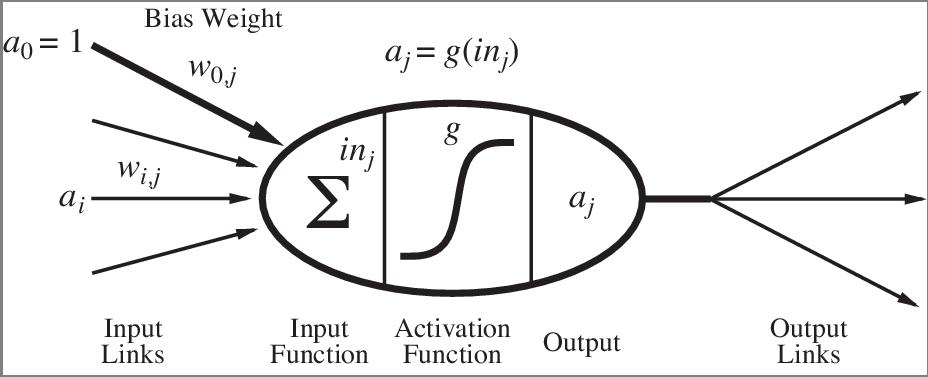 Bias Weight
a₀ = 1
aⱼ = g(inⱼ)
w₀,ⱼ
inⱼ
g
wᵢ,ⱼ
aᵢ
Σ
aⱼ
Input
Links
Input
Function
Activation
Function
Output
Output
Links